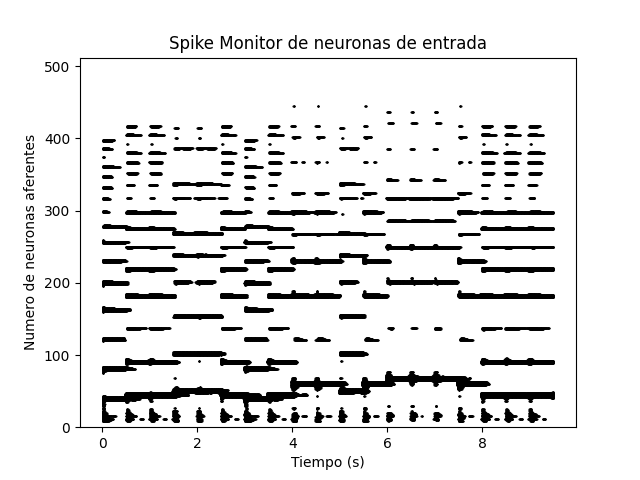 Spike Monitor de neuronas de entrada
500
400
300
200
100
0
Numero de neuronas aferentes
0 2 4 6 8
Tiempo (s)